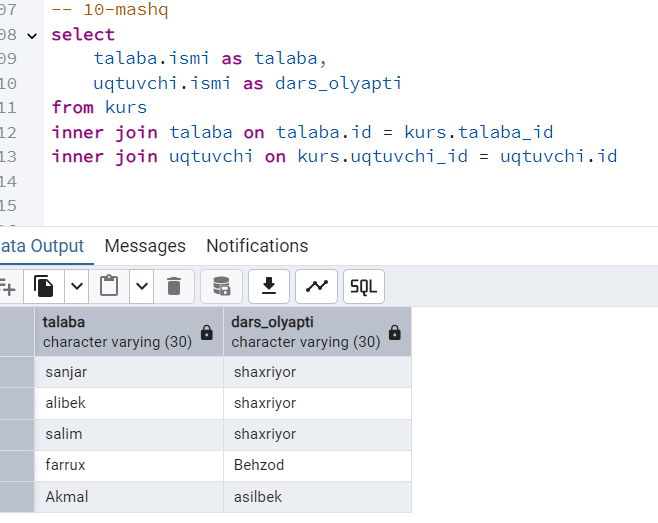 07 -- 10-mashq
08 select
09 talaba.ismi as talaba,
10 uqtuvchi.ismi as dars_olyapti
11 from kurs
12 inner join talaba on talaba.id = kurs.talaba_id
13 inner join uqtuvchi on kurs.uqtuvchi_id = uqtuvchi.id
14
15
ata Output Messages Notifications
SQL
talaba dars_olyapti
character varying (30) character varying (30)
sanjar shaxriyor
alibek shaxriyor
salim shaxriyor
farrux Behzod
Akmal asilbek